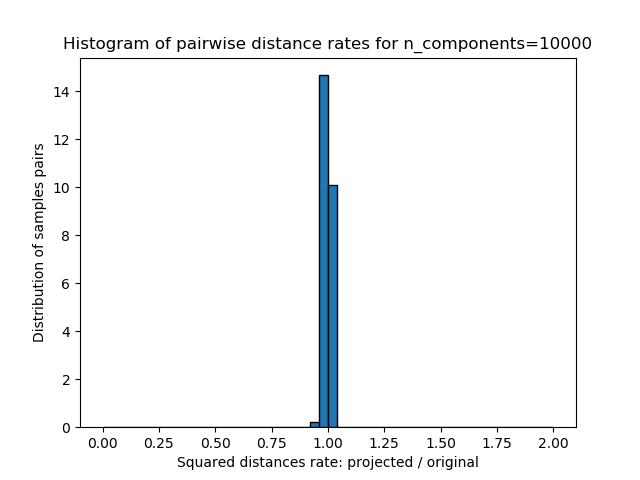 Histogram of pairwise distance rates for n_components=10000
Distribution of samples pairs
14
12
10
8
6
4
2
0
0.00 0.25 0.50 0.75 1.00 1.25 1.50 1.75 2.00
Squared distances rate: projected / original